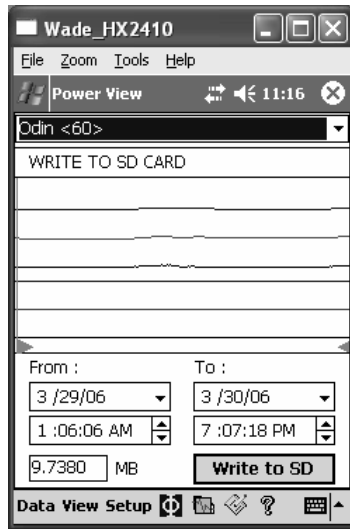 Wade_HX2410
File Zoom Tools Help
Power View 11:16
Odin <60>
WRITE TO SD CARD
From : To :
3 /29/06 3 /30/06
1 :06:06 AM 7 :07:18 PM
9.7380 MB Write to SD
Data View Setup